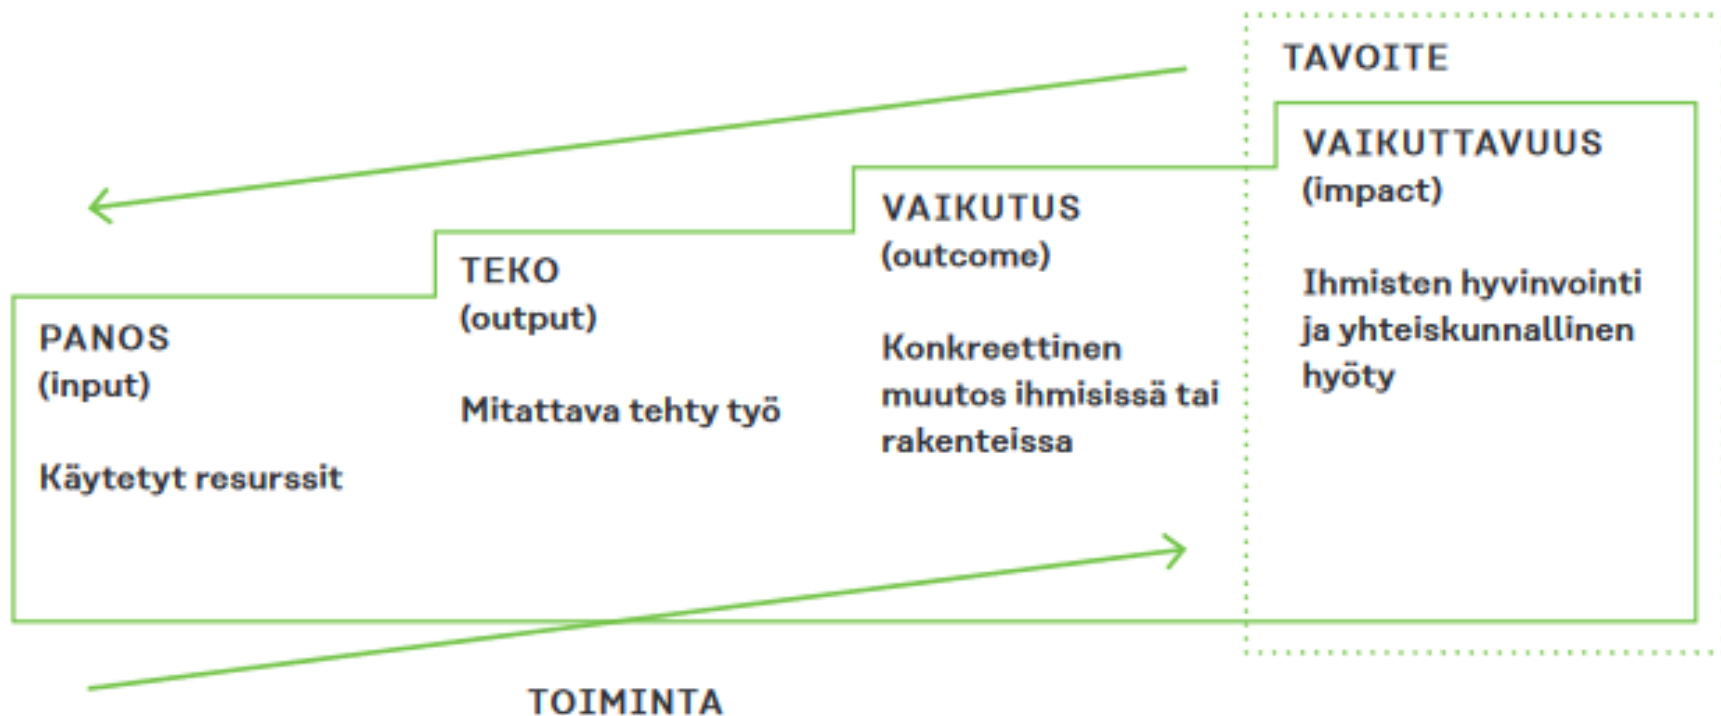 TAVOITE
VAIKUTTAVUUS
(impact)
Ihmisten hyvinvointi
ja yhteiskunnallinen
hyöty
VAIKUTUS
(outcome)
Konkreettinen
muutos ihmisissä tai
rakenteissa
TEKO
(output)
Mitattava tehty työ
PANOS
(input)
Käytetyt resurssit
TOIMINTA